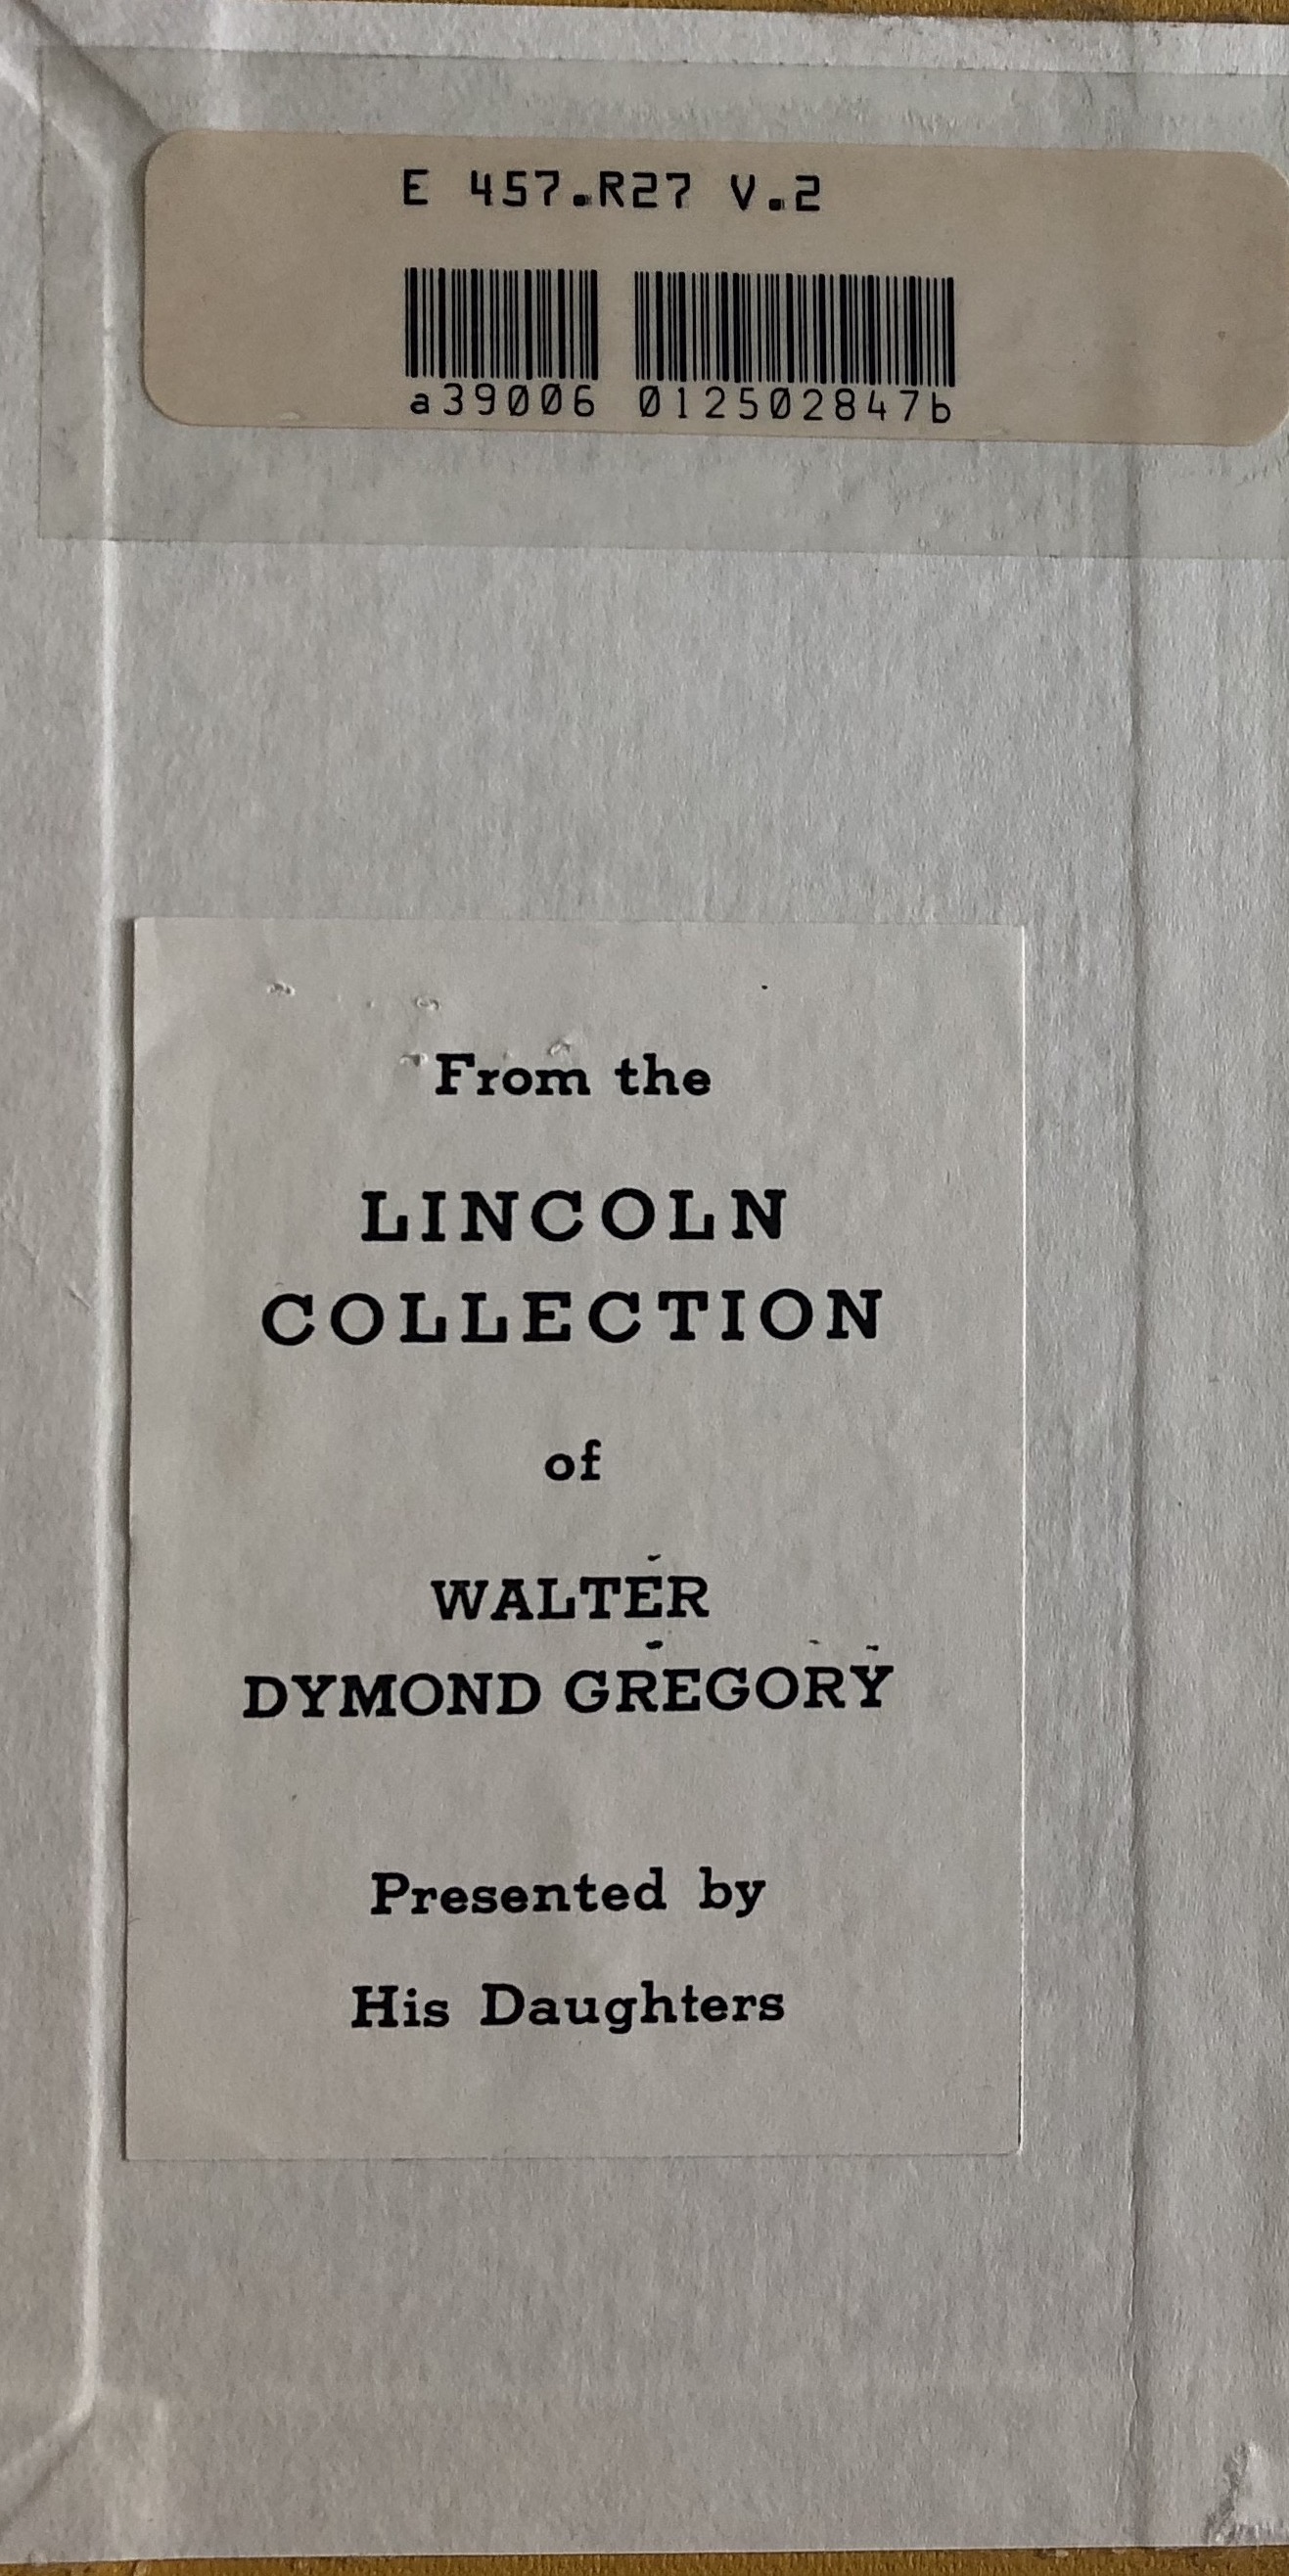 E 457.R27 V.2
a39006 012502847b
From the
LINCOLN
COLLECTION
of
WALTER
DYMOND GREGORY
Presented by
His Daughters